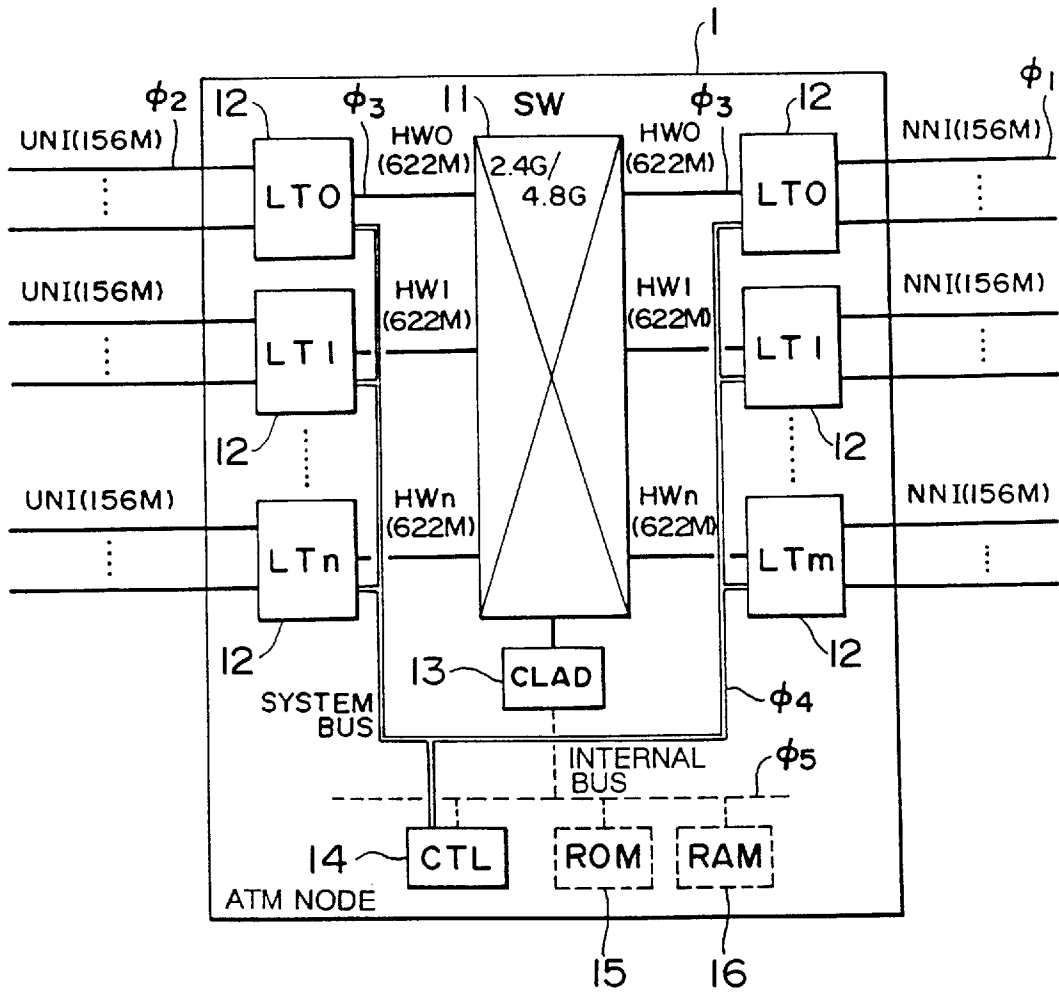 1
ϕ2
12
ϕ3
11
SW
ϕ3
12
ϕ1
UNI(156M)
HW0
(622M)
HW0
(622M)
NNI(156M)
LT0
2.4G/
4.8G
LT0
UNI(156M)
HW1
(622M)
HW1
(622M)
NNI(156M)
LT1
LT1
12
12
UNI(156M)
HWn
(622M)
HWn
(622M)
NNI(156M)
LTn
LTm
12
12
13
CLAD
SYSTEM
BUS
ϕ4
INTERNAL
BUS
ϕ5
14
CTL
ROM
RAM
ATM NODE
15
16